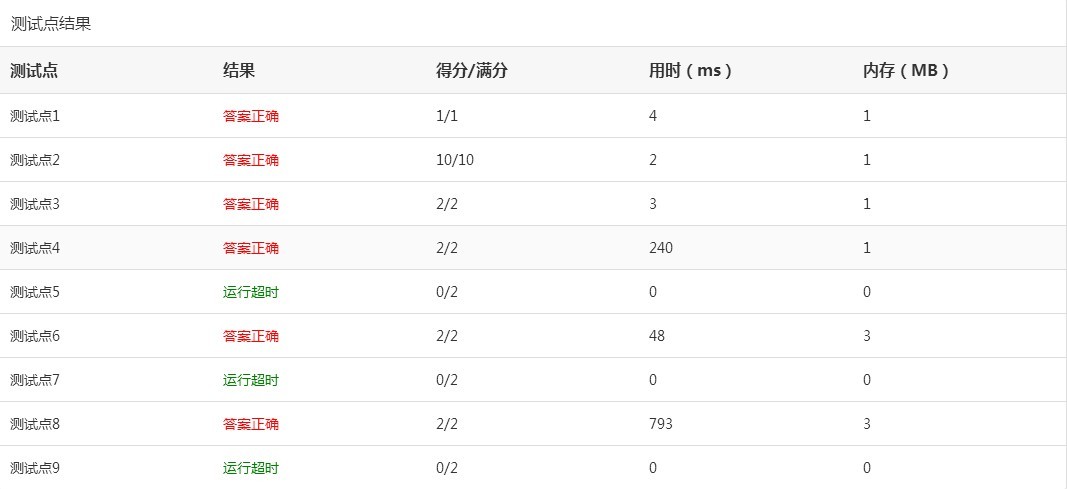 测试点结果
测试点 结果 得分/满分 用时（ms） 内存（MB）
测试点1 答案正确 1/1 4 1
测试点2 答案正确 10/10 2 1
测试点3 答案正确 2/2 3 1
测试点4 答案正确 2/2 240 1
测试点5 运行超时 0/2 0 0
测试点6 答案正确 2/2 48 3
测试点7 运行超时 0/2 0 0
测试点8 答案正确 2/2 793 3
测试点9 运行超时 0/2 0 0